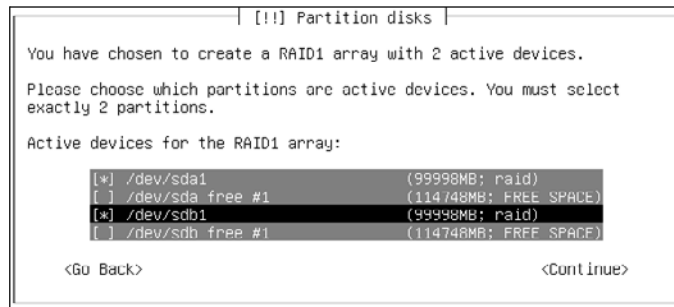 [!!] Partition disks
You have chosen to create a RAID1 array with 2 active devices.
Please choose which partitions are active devices. You must select
exactly 2 partitions.
Active devices for the RAID1 array:
[*] /dev/sda1 (99998MB; raid)
[ ] /dev/sda free #1 (114748MB; FREE SPACE)
[*] /dev/sdb1 (99998MB; raid)
[ ] /dev/sdb free #1 (114748MB; FREE SPACE)
<Go Back> <Continue>